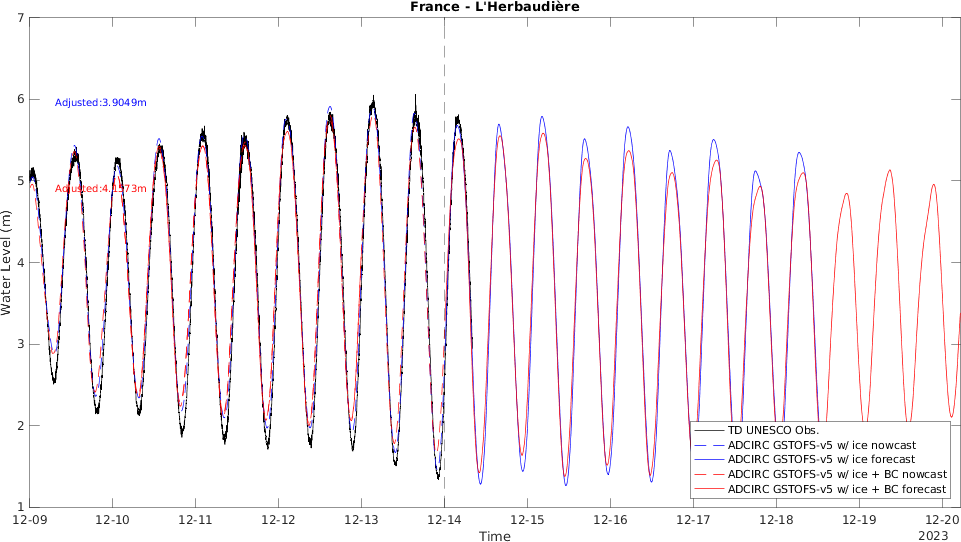 France - L'Herbaudière
7
6
5
4
3
2
1
Water Level (m)
Adjusted:3.9049m
Adjusted:4.1573m
TD UNESCO Obs.
ADCIRC GSTOFS-v5 w/ ice nowcast
ADCIRC GSTOFS-v5 w/ ice forecast
ADCIRC GSTOFS-v5 w/ ice + BC nowcast
ADCIRC GSTOFS-v5 w/ ice + BC forecast
12-09 12-10 12-11 12-12 12-13 12-14 12-15 12-16 12-17 12-18 12-19 12-20
Time
2023